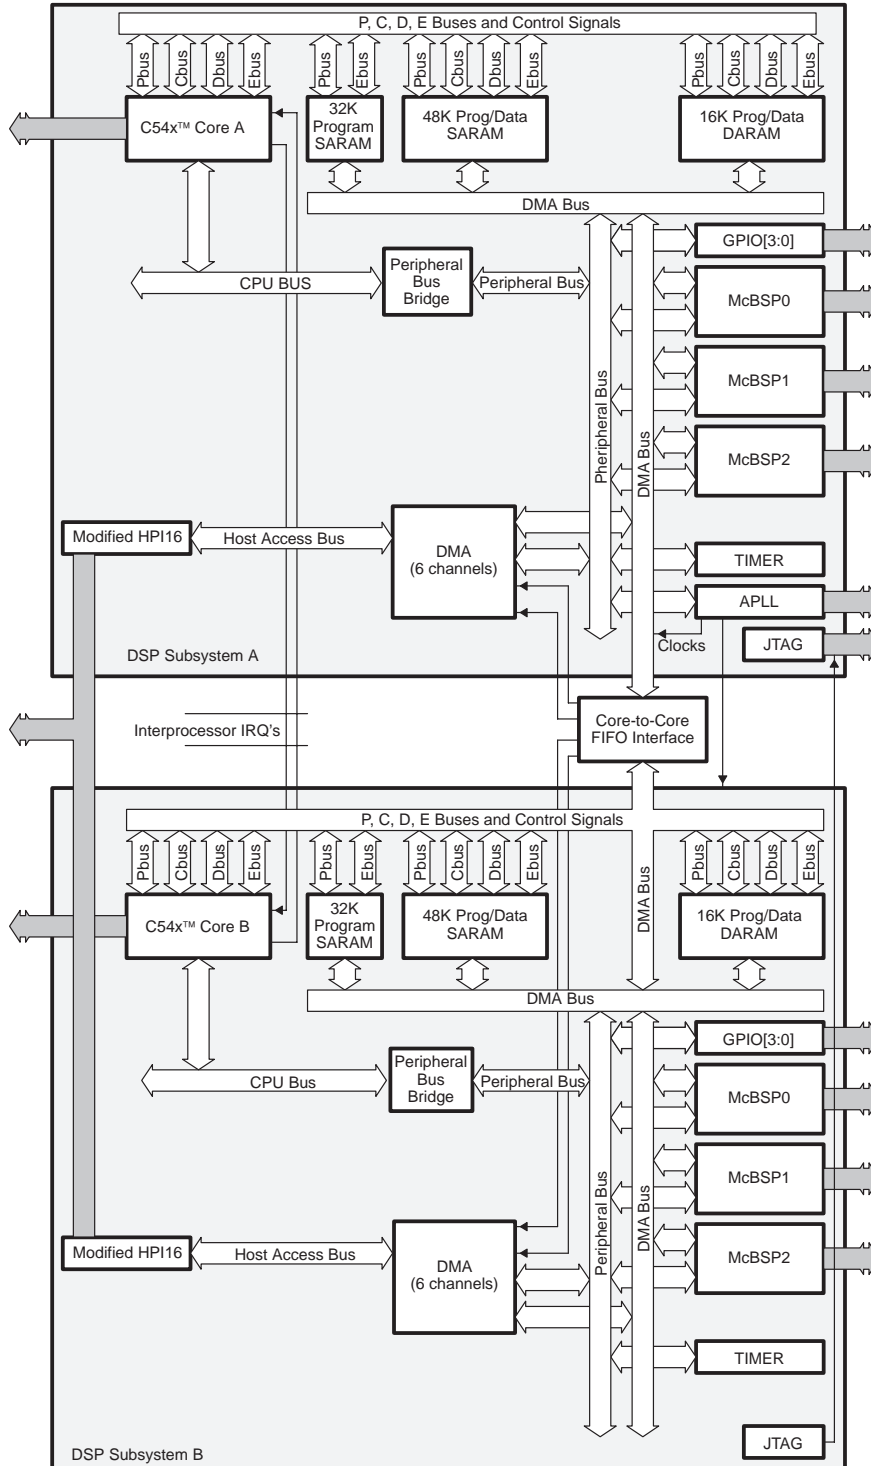 P, C, D, E Buses and Control Signals
Pbus
Cbus
Dbus
Ebus
Pbus
Ebus
Pbus
Cbus
Dbus
Ebus
Pbus
Cbus
Dbus
Ebus
C54x™ Core A
32K
Program
SARAM
48K Prog/Data
SARAM
16K Prog/Data
DARAM
DMA Bus
GPIO[3:0]
CPU BUS
Peripheral
Bus
Bridge
Peripheral Bus
McBSP0
McBSP1
Pheripheral Bus
DMA Bus
McBSP2
Modified HPI16
Host Access Bus
DMA
(6 channels)
TIMER
APLL
Clocks
JTAG
DSP Subsystem A
Interprocessor IRQ's
Core-to-Core
FIFO Interface
P, C, D, E Buses and Control Signals
Pbus
Cbus
Dbus
Ebus
Pbus
Ebus
Pbus
Cbus
Dbus
Ebus
DMA Bus
Pbus
Cbus
Dbus
Ebus
C54x™ Core B
32K
Program
SARAM
48K Prog/Data
SARAM
16K Prog/Data
DARAM
DMA Bus
GPIO[3:0]
CPU Bus
Peripheral
Bus
Bridge
Peripheral Bus
McBSP0
McBSP1
Peripheral Bus
DMA Bus
McBSP2
Modified HPI16
Host Access Bus
DMA
(6 channels)
TIMER
JTAG
DSP Subsystem B